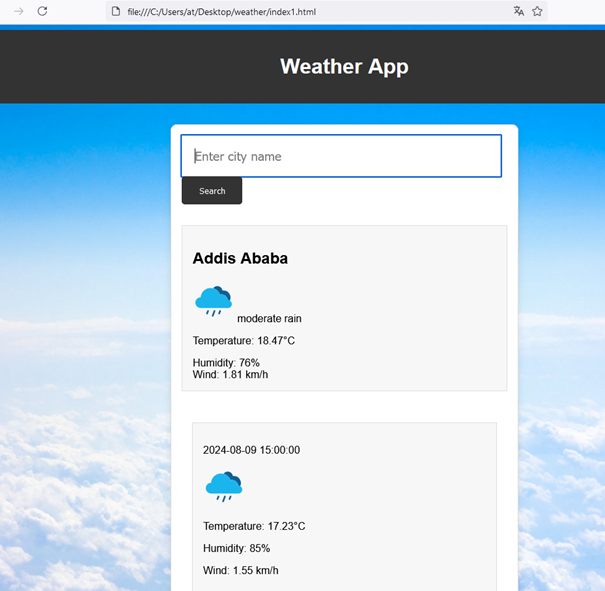 file:///C:/Users/at/Desktop/weather/index1.html
Weather App
Enter city name
Search
Addis Ababa
moderate rain
Temperature: 18.47°C
Humidity: 76%
Wind: 1.81 km/h
2024-08-09 15:00:00
Temperature: 17.23°C
Humidity: 85%
Wind: 1.55 km/h